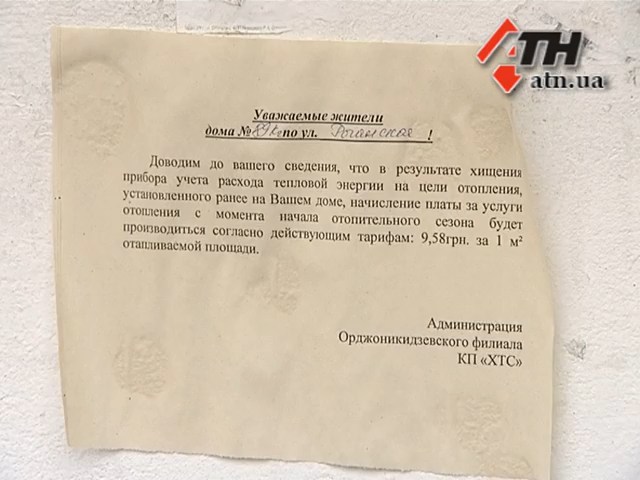 АТН
atn.ua
Уважаемые жители
дома № по ул. Роганская !
Доводим до вашего сведения, что в результате хищения
прибора учета расхода тепловой энергии на цели отопления,
установленного ранее на Вашем доме, начисление платы за услуги
отопления с момента начала отопительного сезона будет
производиться согласно действующим тарифам: 9,58грн. за 1 м²
отапливаемой площади.
Администрация
Орджоникидзевского филиала
КП «ХТС»